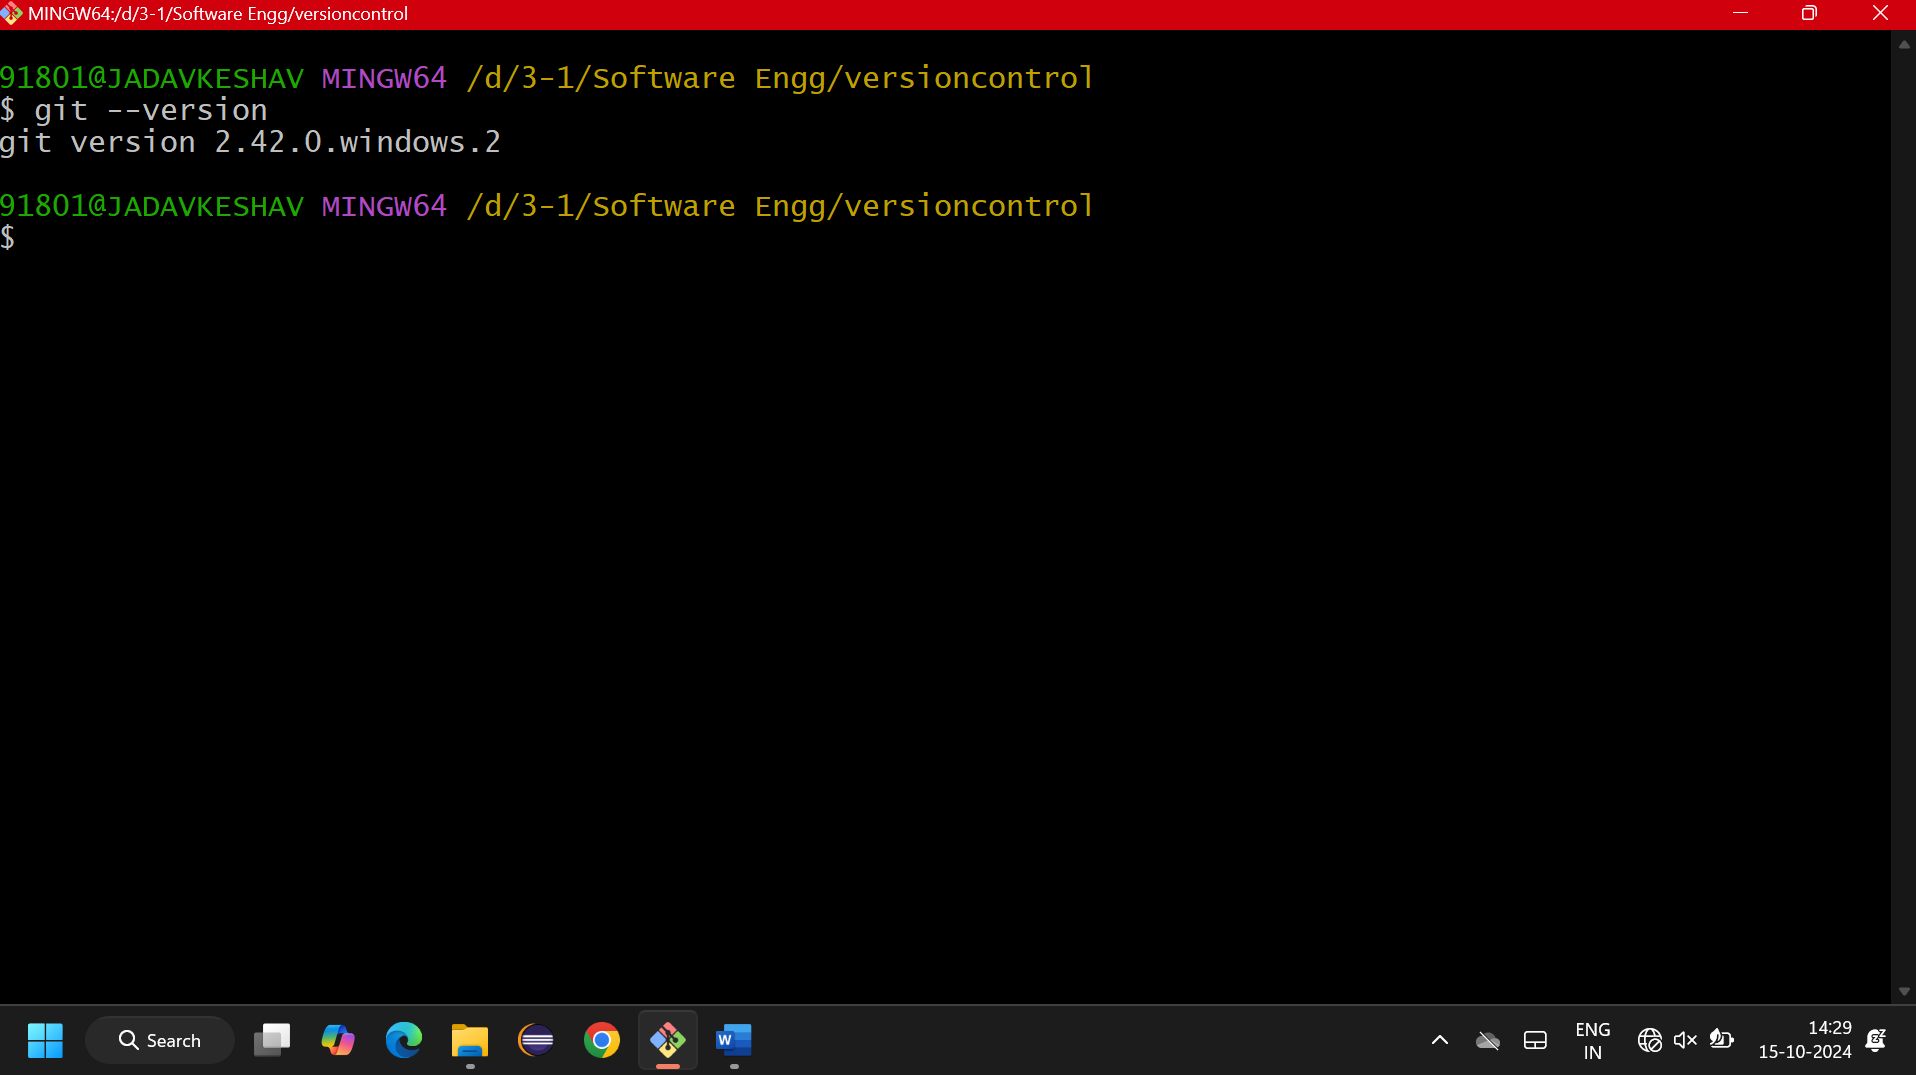 MINGW64:/d/3-1/Software Engg/versioncontrol
91801@JADAVKESHAV MINGW64 /d/3-1/Software Engg/versioncontrol
$ git --version
git version 2.42.0.windows.2
91801@JADAVKESHAV MINGW64 /d/3-1/Software Engg/versioncontrol
$
Search
W
ENG
IN
14:29
15-10-2024